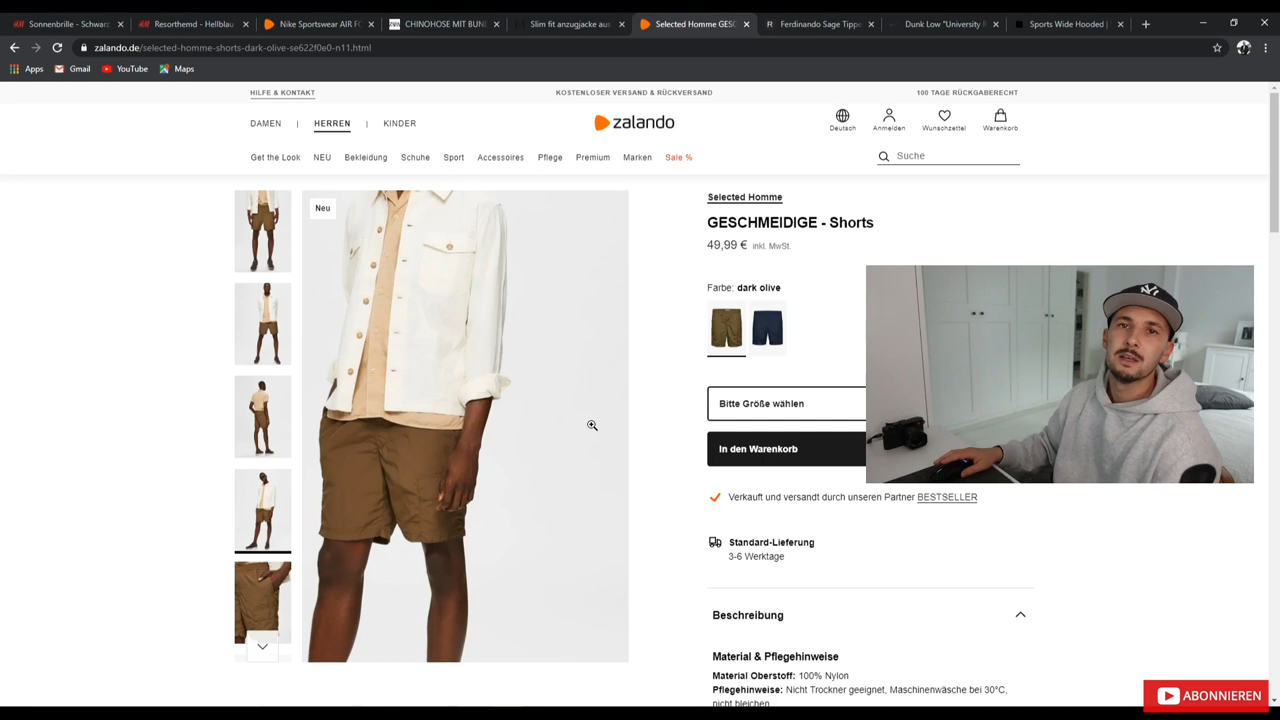 Sonnenbrille - Schwarz
Resorthemd - Hellblau
Nike Sportswear AIR FO
CHINOHOSE MIT BUN
Slim fit anzugjacke aus
Selected Homme GES
Ferdinando Sage Tippe
Dunk Low "University
Sports Wide Hooded
zalando.de/selected-homme-shorts-dark-olive-se622f0e0-n11.html
Apps Gmail YouTube Maps
HILFE & KONTAKT
KOSTENLOSER VERSAND & RÜCKVERSAND
100 TAGE RÜCKGABERECHT
DAMEN | HERREN | KINDER
zalando
Deutsch Anmelden Wunschzettel Warenkorb
Get the Look NEU Bekleidung Schuhe Sport Accessoires Pflege Premium Marken Sale %
Suche
Neu
Selected Homme
GESCHMEIDIGE - Shorts
49,99 € inkl. MwSt.
Farbe: dark olive
Bitte Größe wählen
In den Warenkorb
Verkauft und versandt durch unseren Partner BESTSELLER
Standard-Lieferung
3-6 Werktage
Beschreibung
Material & Pflegehinweise
Material Oberstoff: 100% Nylon
Pflegehinweise: Nicht Trockner geeignet, Maschinenwäsche bei 30°C,
nicht bleichen
ABONNIEREN